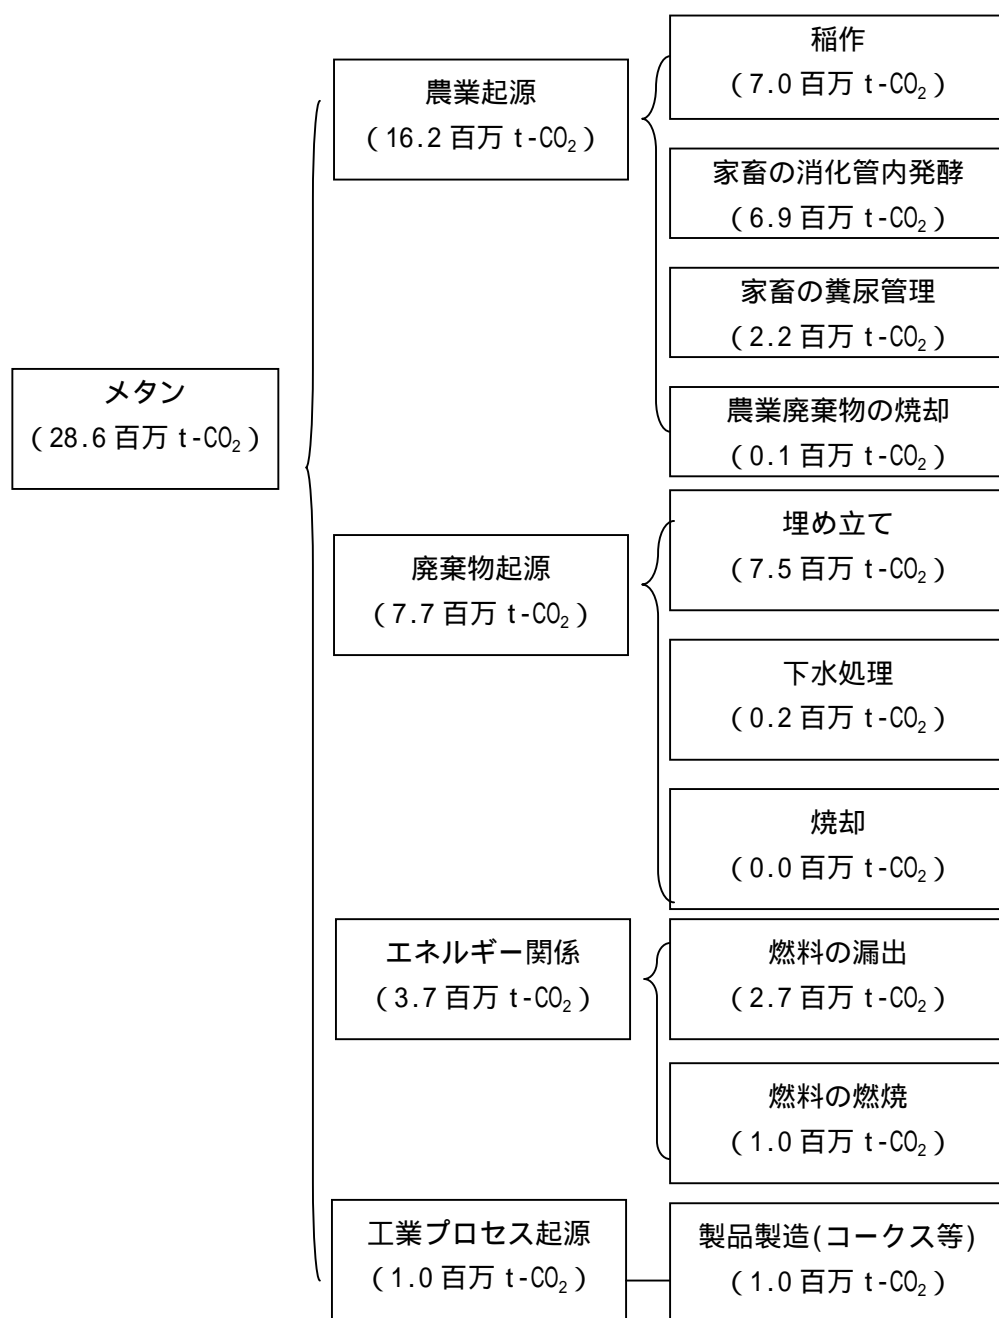 メタン
(28.6 百万 t-CO₂)
農業起源
(16.2 百万 t-CO₂)
稲作
(7.0 百万 t-CO₂)
家畜の消化管内発酵
(6.9 百万 t-CO₂)
家畜の糞尿管理
(2.2 百万 t-CO₂)
農業廃棄物の焼却
(0.1 百万 t-CO₂)
廃棄物起源
(7.7 百万 t-CO₂)
埋め立て
(7.5 百万 t-CO₂)
下水処理
(0.2 百万 t-CO₂)
焼却
(0.0 百万 t-CO₂)
エネルギー関係
(3.7 百万 t-CO₂)
燃料の漏出
(2.7 百万 t-CO₂)
燃料の燃焼
(1.0 百万 t-CO₂)
工業プロセス起源
(1.0 百万 t-CO₂)
製品製造(コークス等)
(1.0 百万 t-CO₂)